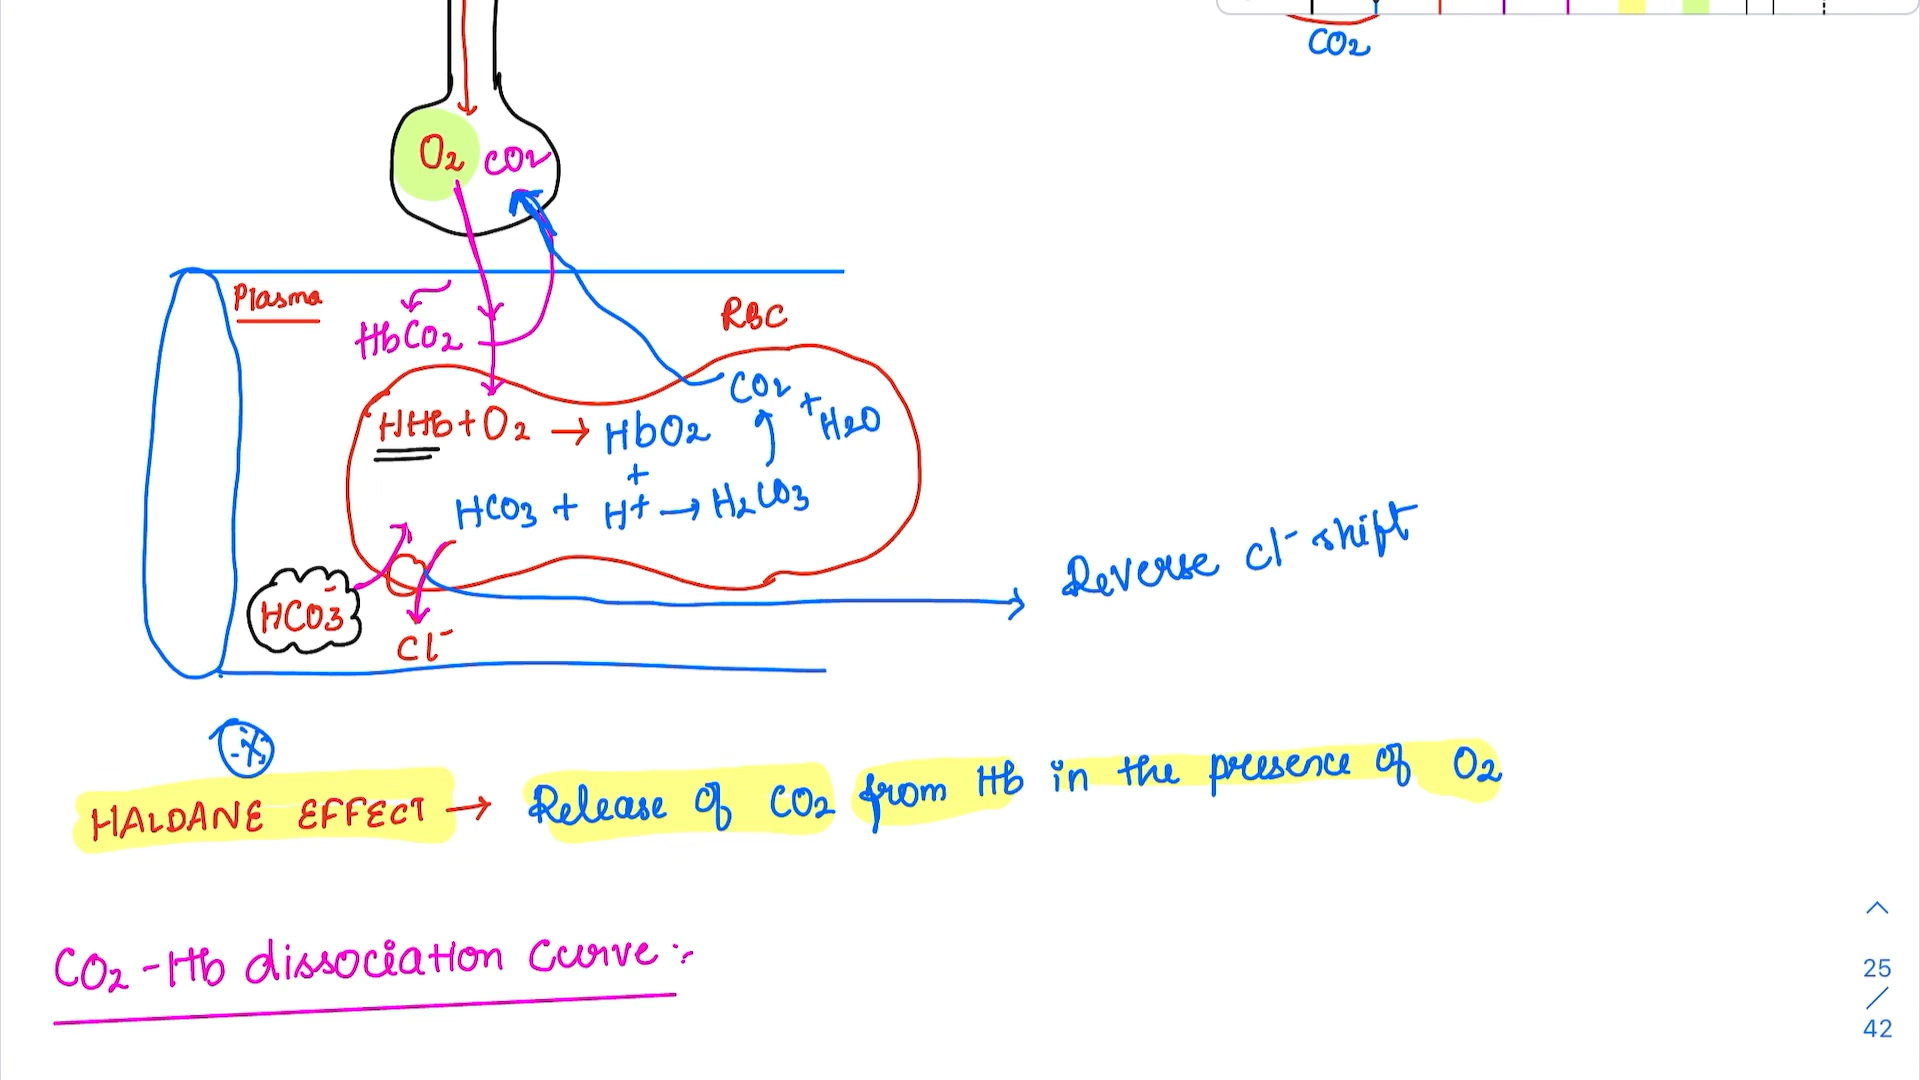 CO2
O2 CO2
Plasma
RBC
HbCO2
CO2 + H2O
HHb + O2 → HbO2
+
HCO3 + H+ → H2CO3
Reverse Cl- shift
HCO3-
Cl-
HALDANE EFFECT → Release of CO2 from Hb in the presence of O2
CO2-Hb dissociation curve :-
25
/
42